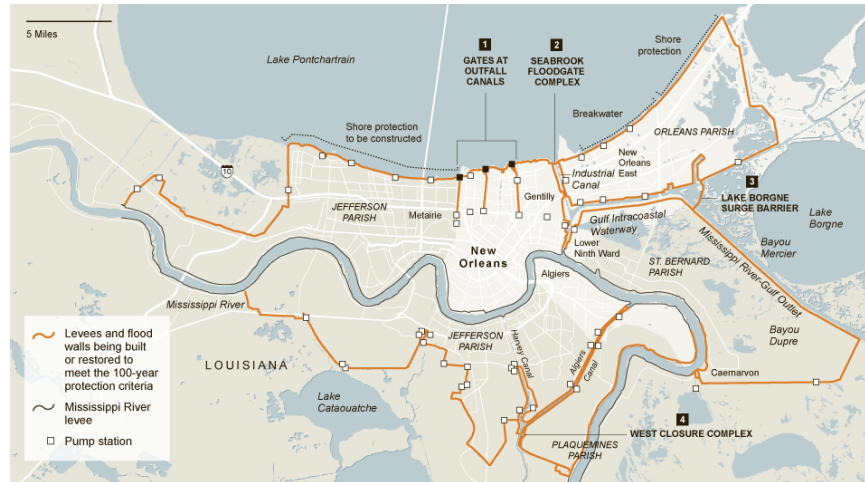 5 Miles
Lake Pontchartrain
1
GATES AT
OUTFALL
CANALS
2
SEABROOK
FLOODGATE
COMPLEX
Shore
protection
Breakwater
Shore protection
to be constructed
ORLEANS PARISH
New
Orleans
East
Industrial
Canal
10
JEFFERSON
PARISH
Metairie
Gentilly
3
LAKE BORGNE
SURGE BARRIER
Lake
Borgne
Gulf Intracoastal
Waterway
Bayou
Mercier
Mississippi River-Gulf Outlet
New
Orleans
Lower
Ninth Ward
ST. BERNARD
PARISH
Algiers
Mississippi River
Bayou
Dupre
JEFFERSON
PARISH
Harvey Canal
Algiers
Canal
LOUISIANA
Caernarvon
Lake
Cataouatche
4
WEST CLOSURE COMPLEX
PLAQUEMINES
PARISH
Levees and flood
walls being built
or restored to
meet the 100-year
protection criteria
Mississippi River
levee
Pump station